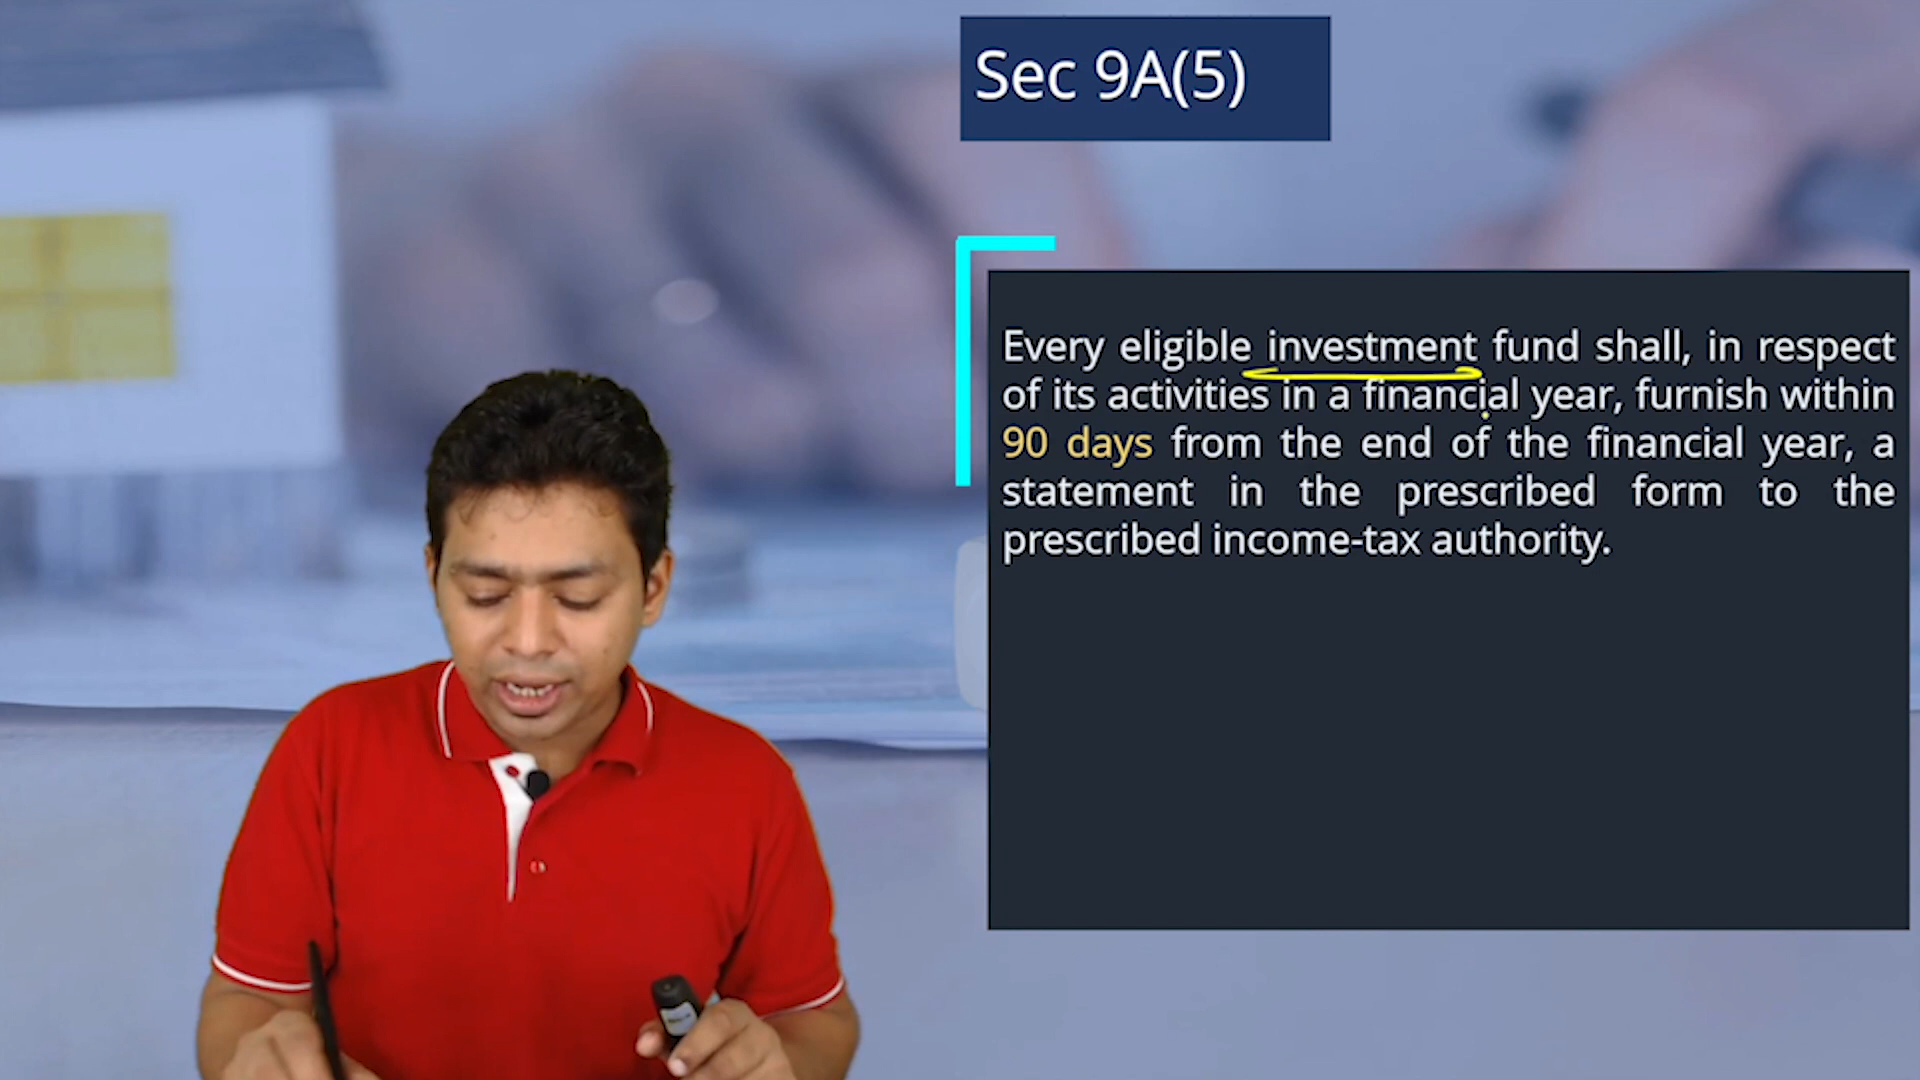 Sec 9A(5)
Every eligible investment fund shall, in respect
of its activities in a financial year, furnish within
90 days from the end of the financial year, a
statement in the prescribed form to the
prescribed income-tax authority.